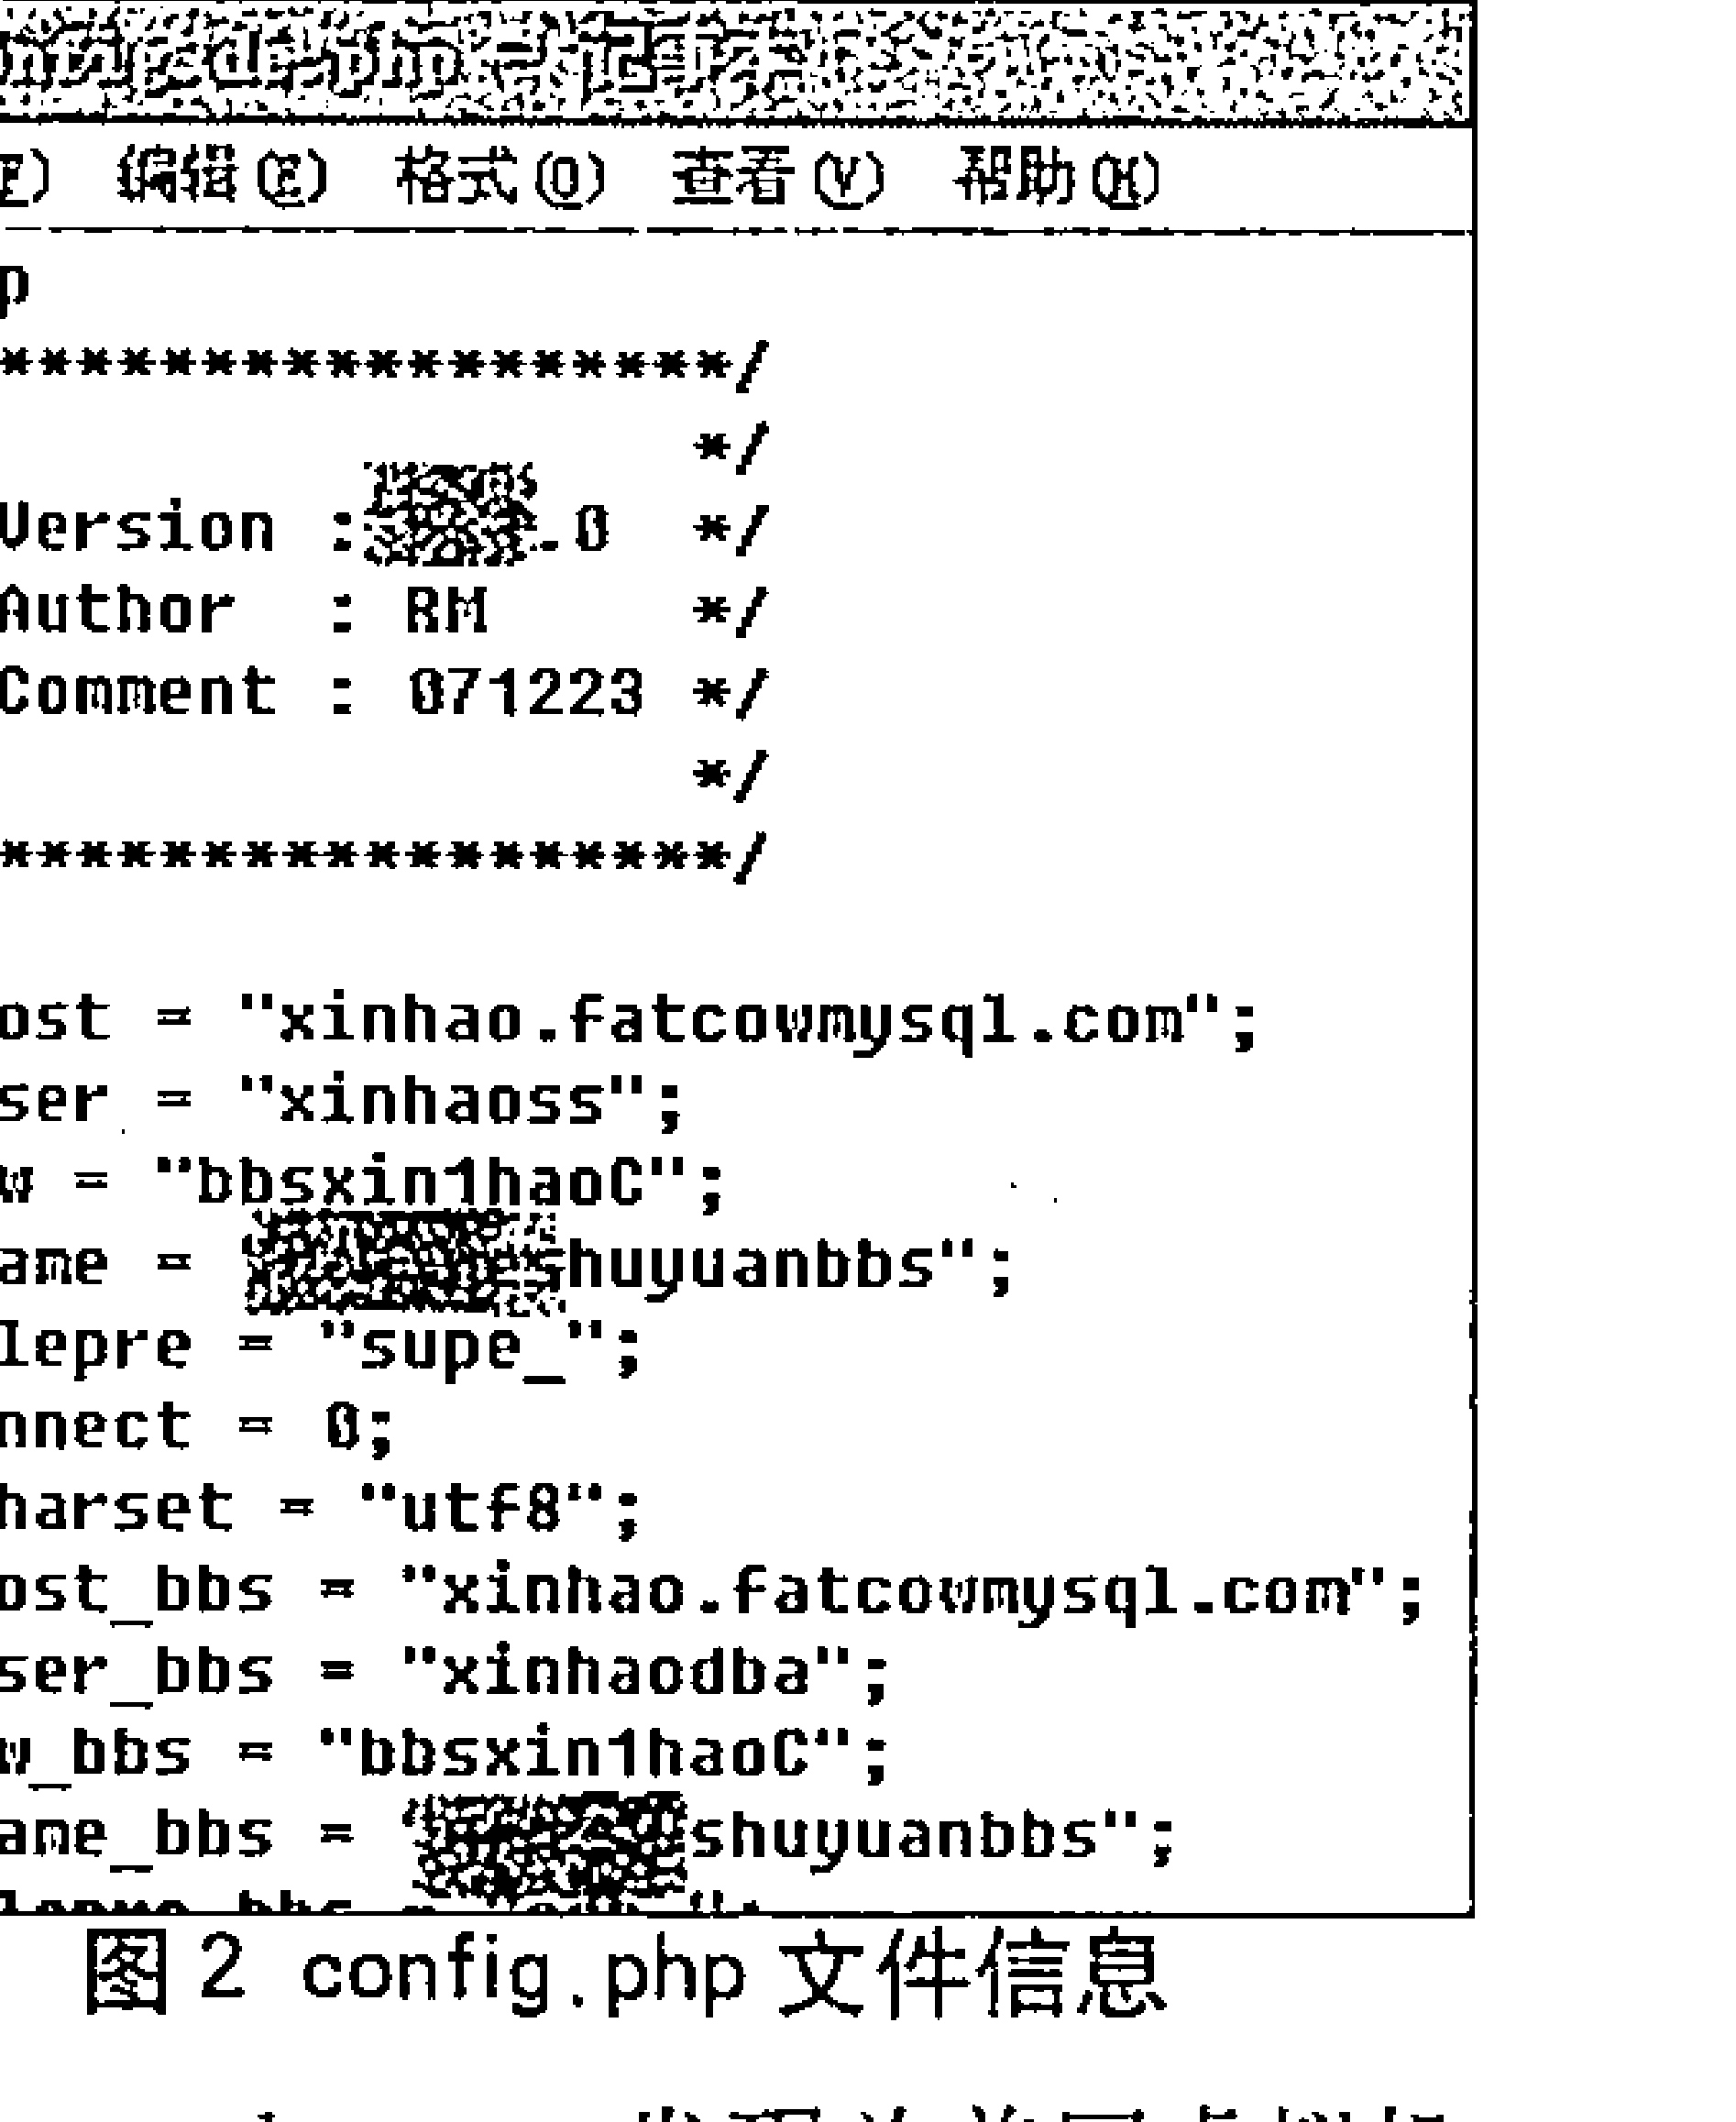 编辑(E) 格式(O) 查看(V) 帮助(H)
p
******************/
*/
Version : .0 */
Author : RM */
Comment : 071223 */
*/
******************/
ost = "xinhao.fatcowmysql.com";
ser = "xinhaoss";
w = "bbsxin1haoC";
ame = shuyuanbbs";
lepre = "supe_";
nnect = 0;
harset = "utf8";
ost_bbs = "xinhao.fatcowmysql.com";
ser_bbs = "xinhaodba";
w_bbs = "bbsxin1haoC";
ame_bbs = "shuyuanbbs";
图 2 config.php 文件信息